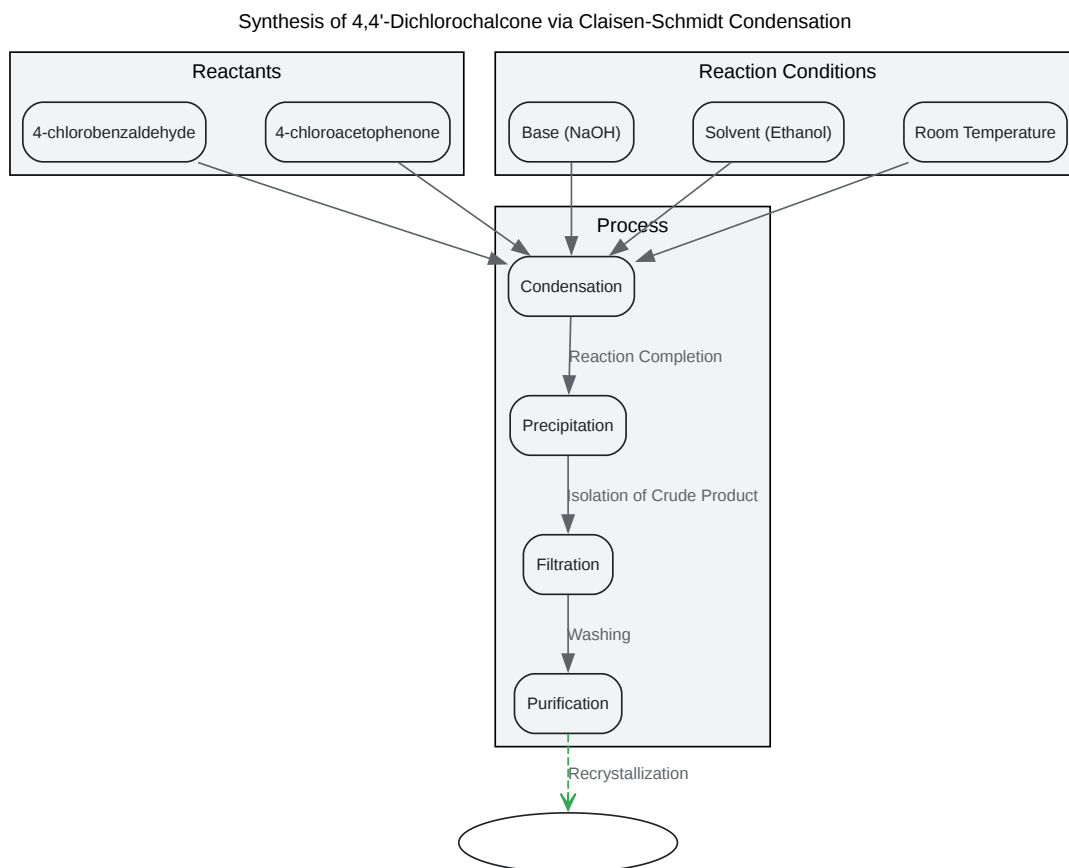 Synthesis of 4,4'-Dichlorochalcone via Claisen-Schmidt Condensation
Reactants
Reaction Conditions
4-chlorobenzaldehyde
4-chloroacetophenone
Base (NaOH)
Solvent (Ethanol)
Room Temperature
Process
Condensation
Reaction Completion
Precipitation
Isolation of Crude Product
Filtration
Washing
Purification
Recrystallization